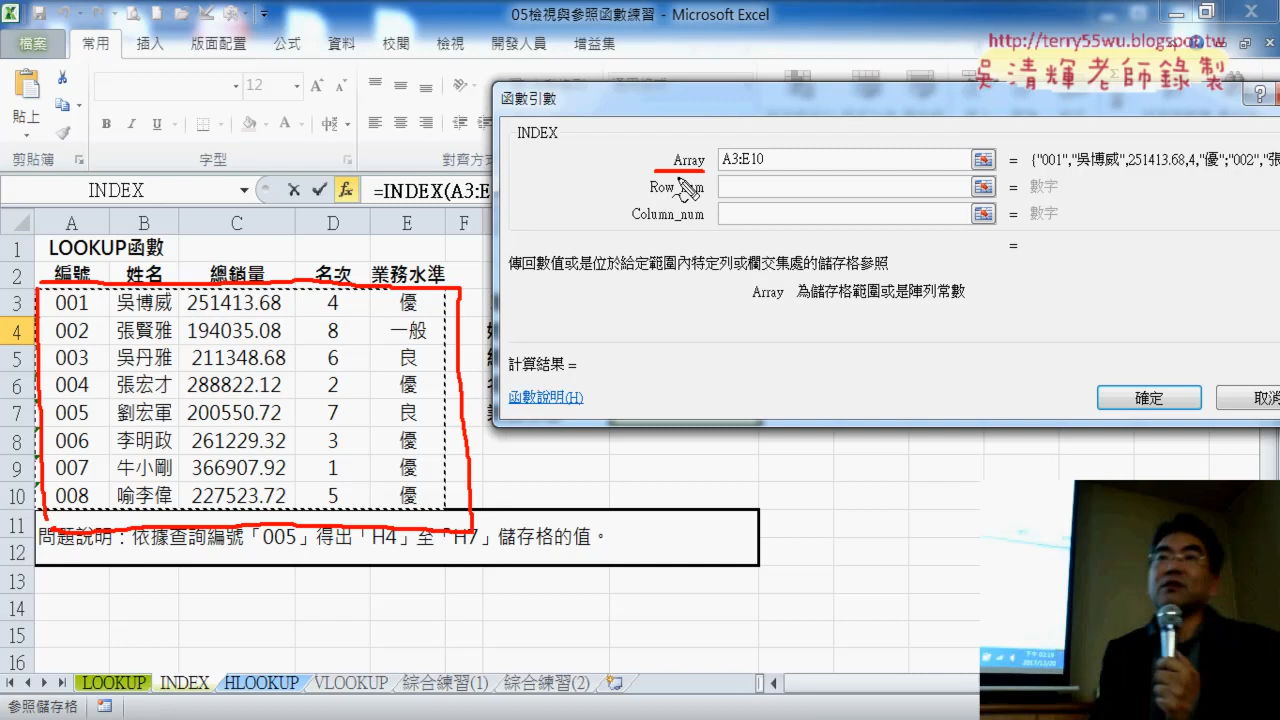 05檢視與參照函數練習 - Microsoft Excel
http://terry55wu.blogspot.tw
吳清輝老師錄製
檔案 常用 插入 版面配置 公式 資料 校閱 檢視 開發人員 增益集
貼上
12
B I U
A A
中
剪貼簿 字型 對齊方
INDEX fx =INDEX(A3:E
A B C D E F
1 LOOKUP函數
2 編號 姓名 總銷量 名次 業務水準
3 001 吳博威 251413.68 4 優
4 002 張賢雅 194035.08 8 一般
5 003 吳丹雅 211348.68 6 良
6 004 張宏才 288822.12 2 優
7 005 劉宏軍 200550.72 7 良
8 006 李明政 261229.32 3 優
9 007 牛小剛 366907.92 1 優
10 008 喻李偉 227523.72 5 優
11
問題說明：依據查詢編號「005」得出「H4」至「H7」儲存格的值。
12
13
14
15
16
函數引數
INDEX
Array A3:E10 = {"001","吳博威",251413.68,4,"優";"002","張
Row_num = 數字
Column_num = 數字
=
傳回數值或是位於給定範圍內特定列或欄交集處的儲存格參照
Array 為儲存格範圍或是陣列常數
計算結果 =
函數說明(H)
確定 取消
LOOKUP INDEX HLOOKUP VLOOKUP 綜合練習(1) 綜合練習(2)
參照儲存格
下午 02:19
2017/12/20